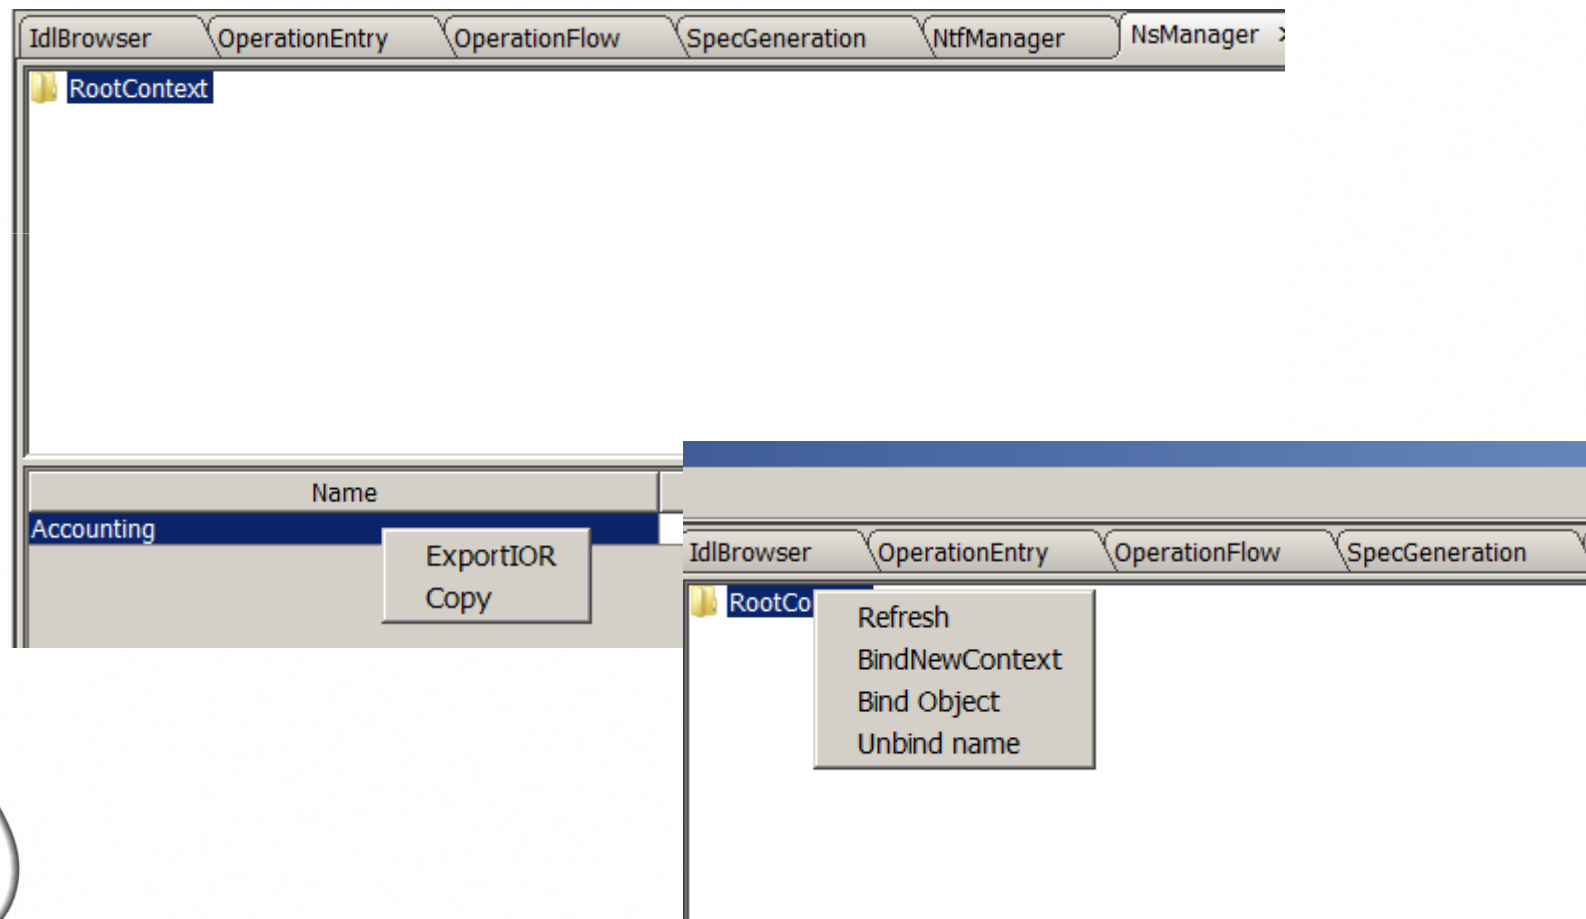 IdlBrowser OperationEntry OperationFlow SpecGeneration NtfManager NsManager
RootContext
Name
Accounting
ExportIOR
Copy
IdlBrowser OperationEntry OperationFlow SpecGeneration
RootCo
Refresh
BindNewContext
Bind Object
Unbind name